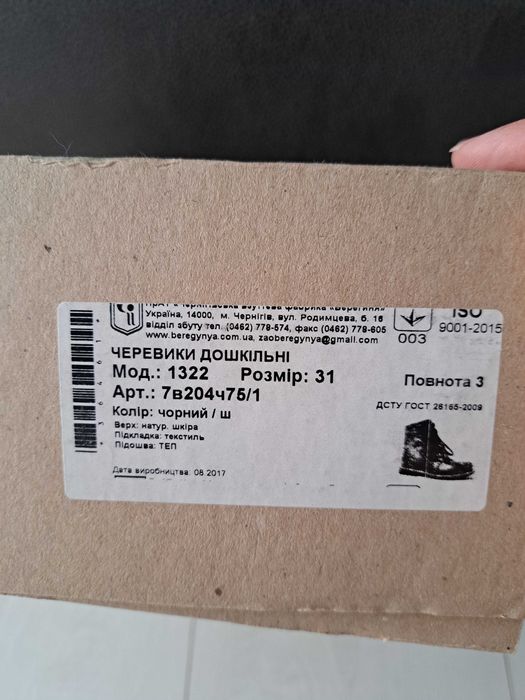 Україна, 14000, м. Чернігів, вул. Родимцева, б. 16
відділ збуту тел. (0462) 778-574, факс (0462) 778-605
www.beregynya.com.ua, zaoberegynya@gmail.com
ISO
9001-2015
003
ЧЕРЕВИКИ ДОШКІЛЬНІ
Мод.: 1322 Розмір: 31
Повнота 3
Арт.: 7в204ч75/1
ДСТУ ГОСТ 26165-2009
Колір: чорний / ш
Верх: натур. шкіра
Підкладка: текстиль
Підошва: ТЕП
Дата виробництва: 08.2017